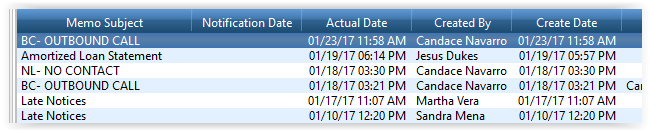 Memo Subject Notification Date Actual Date Created By Create Date
BC- OUTBOUND CALL 01/23/17 11:58 AM Candace Navarro 01/23/17 11:58 AM
Amortized Loan Statement 01/19/17 06:14 PM Jesus Dukes 01/19/17 05:57 PM
NL- NO CONTACT 01/18/17 03:30 PM Candace Navarro 01/18/17 03:30 PM
BC- OUTBOUND CALL 01/18/17 03:21 PM Candace Navarro 01/18/17 03:21 PM
Late Notices 01/17/17 11:07 AM Martha Vera 01/17/17 11:07 AM
Late Notices 01/10/17 12:20 PM Sandra Mena 01/10/17 12:20 PM